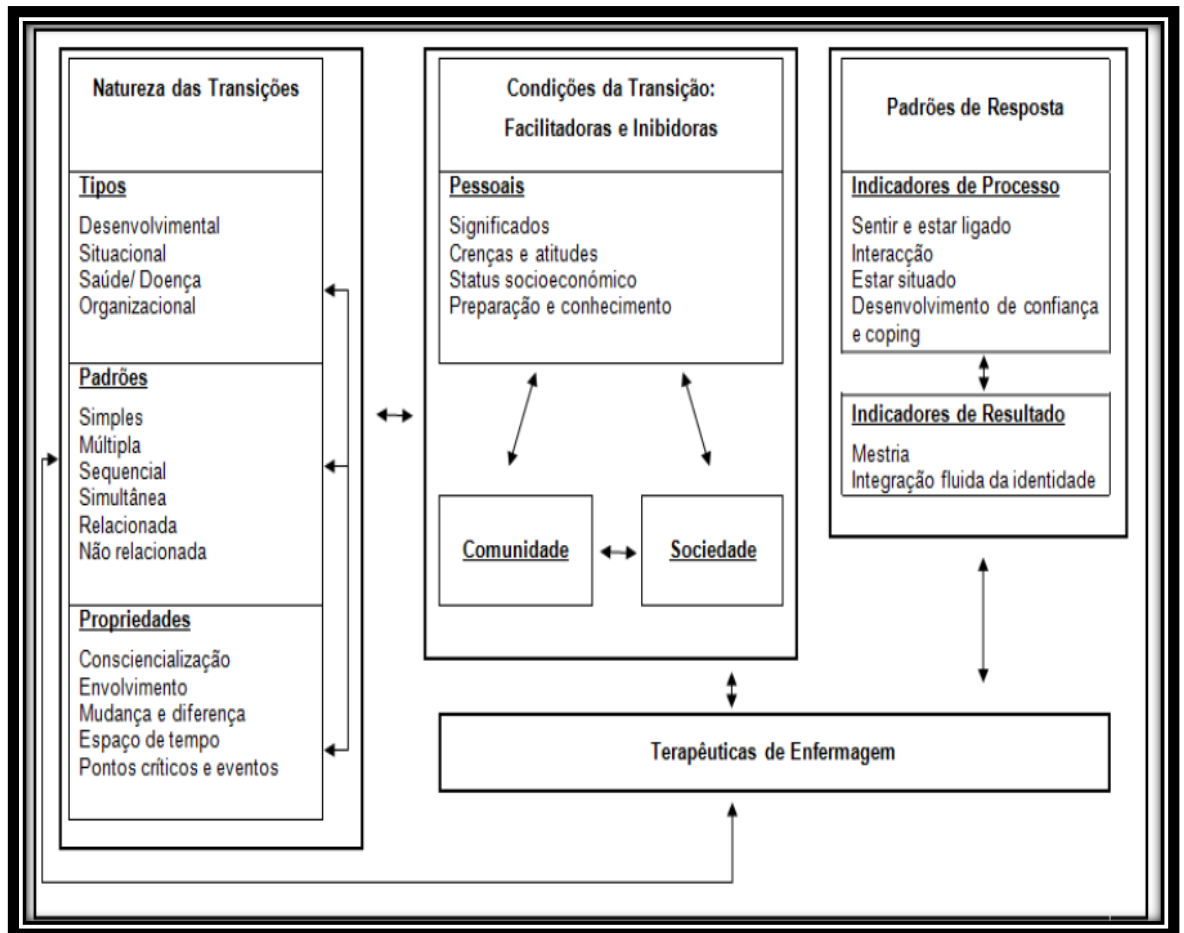 Natureza das Transições
Tipos
Desenvolvimental
Situacional
Saúde/ Doença
Organizacional
Padrões
Simples
Múltipla
Sequencial
Simultânea
Relacionada
Não relacionada
Propriedades
Consciencialização
Envolvimento
Mudança e diferença
Espaço de tempo
Pontos críticos e eventos
Condições da Transição:
Facilitadoras e Inibidoras
Pessoais
Significados
Crenças e atitudes
Status socioeconómico
Preparação e conhecimento
Comunidade
Sociedade
Padrões de Resposta
Indicadores de Processo
Sentir e estar ligado
Interacção
Estar situado
Desenvolvimento de confiança
e coping
Indicadores de Resultado
Mestria
Integração fluida da identidade
Terapêuticas de Enfermagem